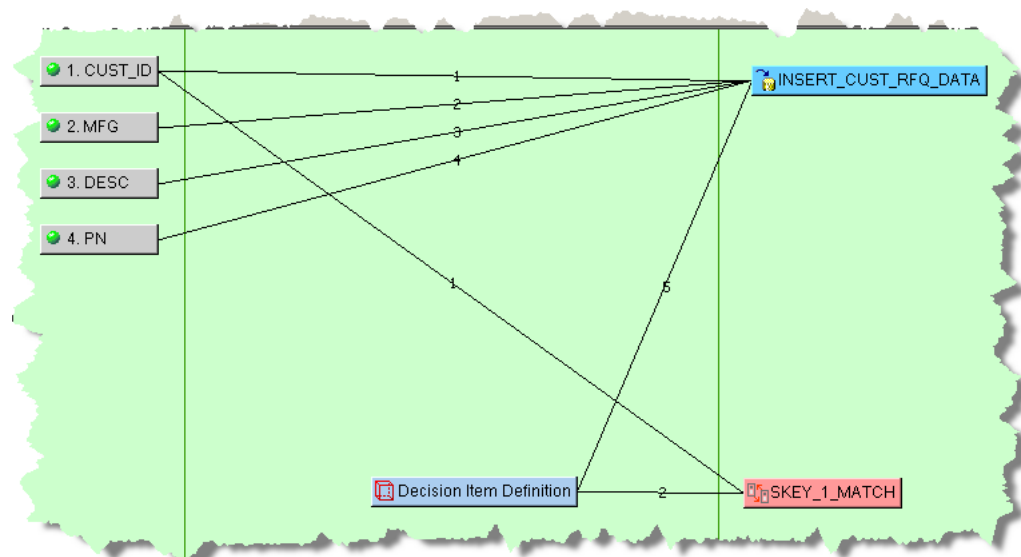 1. CUST_ID
1
INSERT_CUST_RFQ_DATA
2. MFG
2
3
3. DESC
4
4. PN
1
5
Decision Item Definition
2
SKEY_1_MATCH